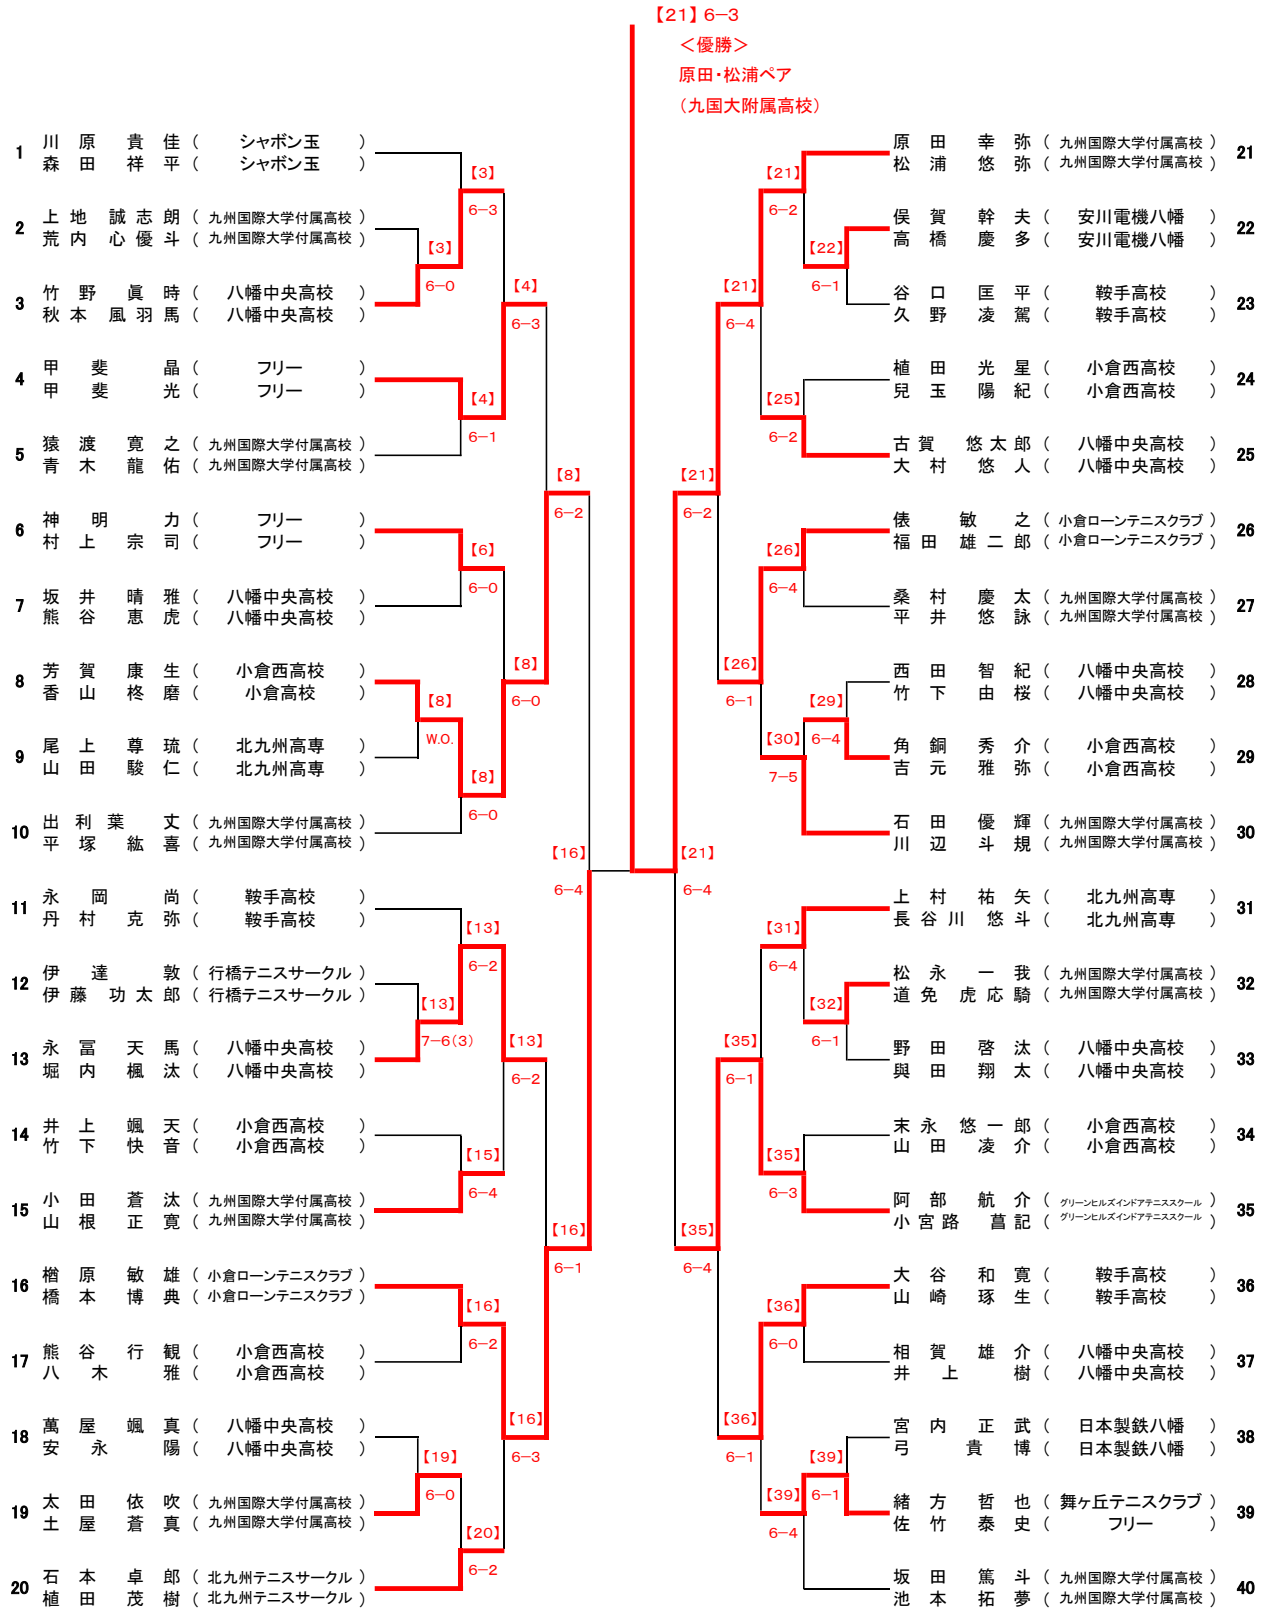 【21】 6-3
＜優勝＞
原田・松浦ペア
（九国大附属高校）
1 川原 貴佳 （ シャボン玉 ）
森田 祥平 （ シャボン玉 ）
2 上地 誠志朗 （ 九州国際大学付属高校 ）
荒内 心優斗 （ 九州国際大学付属高校 ）
3 竹野 眞時 （ 八幡中央高校 ）
秋本 風羽馬 （ 八幡中央高校 ）
4 甲斐 晶 （ フリー ）
甲斐 光 （ フリー ）
5 猿渡 寛之 （ 九州国際大学付属高校 ）
青木 龍佑 （ 九州国際大学付属高校 ）
6 神明 力 （ フリー ）
村上 宗司 （ フリー ）
7 坂井 晴雅 （ 八幡中央高校 ）
熊谷 恵虎 （ 八幡中央高校 ）
8 芳賀 康生 （ 小倉西高校 ）
香山 柊磨 （ 小倉高校 ）
9 尾上 尊琉 （ 北九州高専 ）
山田 駿仁 （ 北九州高専 ）
10 出利葉 丈 （ 九州国際大学付属高校 ）
平塚 紘喜 （ 九州国際大学付属高校 ）
11 永岡 尚 （ 鞍手高校 ）
丹村 克弥 （ 鞍手高校 ）
12 伊達 敦 （ 行橋テニスサークル ）
伊藤 功太郎 （ 行橋テニスサークル ）
13 永冨 天馬 （ 八幡中央高校 ）
堀内 楓汰 （ 八幡中央高校 ）
14 井上 颯天 （ 小倉西高校 ）
竹下 快音 （ 小倉西高校 ）
15 小田 蒼汰 （ 九州国際大学付属高校 ）
山根 正寛 （ 九州国際大学付属高校 ）
16 楢原 敏雄 （ 小倉ローンテニスクラブ ）
橋本 博典 （ 小倉ローンテニスクラブ ）
17 熊谷 行観 （ 小倉西高校 ）
八木 雅 （ 小倉西高校 ）
18 萬屋 颯真 （ 八幡中央高校 ）
安永 陽 （ 八幡中央高校 ）
19 太田 依吹 （ 九州国際大学付属高校 ）
土屋 蒼真 （ 九州国際大学付属高校 ）
20 石本 卓郎 （ 北九州テニスサークル ）
植田 茂樹 （ 北九州テニスサークル ）
【3】
6-0
【8】
W.O.
【13】
7-6(3)
【19】
6-0
【3】
6-3
【4】
6-1
【6】
6-0
【8】
6-0
【13】
6-2
【15】
6-4
【16】
6-2
【20】
6-2
【4】
6-3
【8】
6-0
【13】
6-2
【16】
6-3
【8】
6-2
【16】
6-1
【16】
6-4
原田 幸弥 （ 九州国際大学付属高校 ） 21
松浦 悠弥 （ 九州国際大学付属高校 ）
俣賀 幹夫 （ 安川電機八幡 ） 22
高橋 慶多 （ 安川電機八幡 ）
谷口 匡平 （ 鞍手高校 ） 23
久野 凌駕 （ 鞍手高校 ）
植田 光星 （ 小倉西高校 ） 24
兒玉 陽紀 （ 小倉西高校 ）
古賀 悠太郎 （ 八幡中央高校 ） 25
大村 悠人 （ 八幡中央高校 ）
俵 敏之 （ 小倉ローンテニスクラブ ） 26
福田 雄二郎 （ 小倉ローンテニスクラブ ）
桑村 慶太 （ 九州国際大学付属高校 ） 27
平井 悠詠 （ 九州国際大学付属高校 ）
西田 智紀 （ 八幡中央高校 ） 28
竹下 由桜 （ 八幡中央高校 ）
角銅 秀介 （ 小倉西高校 ） 29
吉元 雅弥 （ 小倉西高校 ）
石田 優輝 （ 九州国際大学付属高校 ） 30
川辺 斗規 （ 九州国際大学付属高校 ）
上村 祐矢 （ 北九州高専 ） 31
長谷川 悠斗 （ 北九州高専 ）
松永 一我 （ 九州国際大学付属高校 ） 32
道免 虎応騎 （ 九州国際大学付属高校 ）
野田 啓汰 （ 八幡中央高校 ） 33
與田 翔太 （ 八幡中央高校 ）
末永 悠一郎 （ 小倉西高校 ） 34
山田 凌介 （ 小倉西高校 ）
阿部 航介 （ グリーンヒルズインドアテニススクール ） 35
小宮路 菖記 （ グリーンヒルズインドアテニススクール ）
大谷 和寛 （ 鞍手高校 ） 36
山崎 琢生 （ 鞍手高校 ）
相賀 雄介 （ 八幡中央高校 ） 37
井上 樹 （ 八幡中央高校 ）
宮内 正武 （ 日本製鉄八幡 ） 38
弓 貴博 （ 日本製鉄八幡 ）
緒方 哲也 （ 舞ヶ丘テニスクラブ ） 39
佐竹 泰史 （ フリー ）
坂田 篤斗 （ 九州国際大学付属高校 ） 40
池本 拓夢 （ 九州国際大学付属高校 ）
【22】
6-1
【29】
6-4
【32】
6-1
【39】
6-1
【21】
6-2
【25】
6-2
【26】
6-4
【30】
7-5
【31】
6-4
【35】
6-3
【36】
6-0
【39】
6-4
【21】
6-4
【26】
6-1
【35】
6-1
【36】
6-1
【21】
6-2
【35】
6-4
【21】
6-4